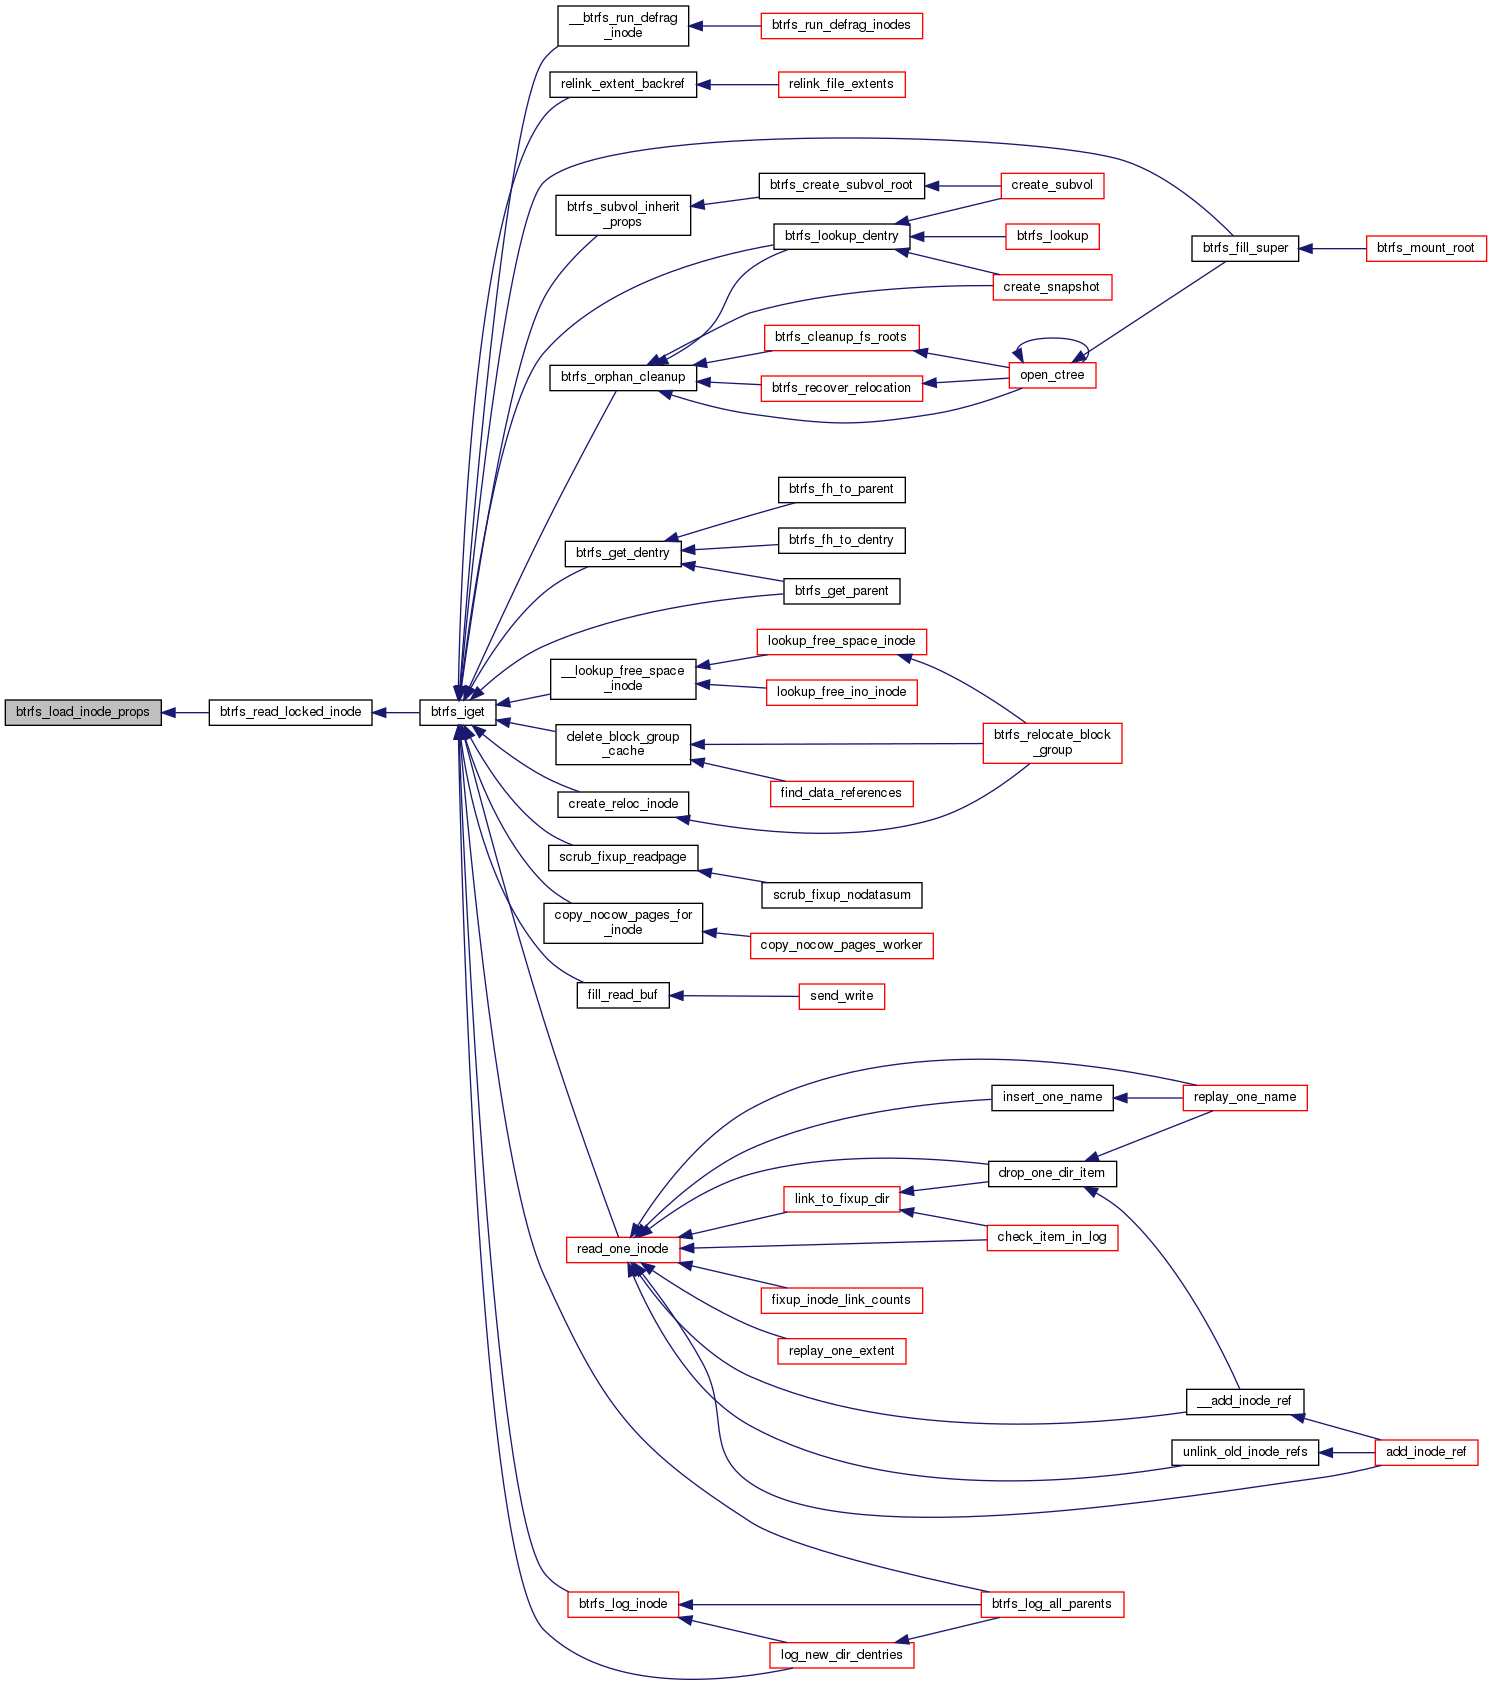 __btrfs_run_defrag
_inode
btrfs_run_defrag_inodes
relink_extent_backref
relink_file_extents
btrfs_subvol_inherit
_props
btrfs_create_subvol_root
create_subvol
btrfs_lookup_dentry
btrfs_lookup
btrfs_fill_super
btrfs_mount_root
create_snapshot
btrfs_cleanup_fs_roots
btrfs_orphan_cleanup
open_ctree
btrfs_recover_relocation
btrfs_fh_to_parent
btrfs_get_dentry
btrfs_fh_to_dentry
btrfs_get_parent
lookup_free_space_inode
__lookup_free_space
_inode
lookup_free_ino_inode
btrfs_load_inode_props
btrfs_read_locked_inode
btrfs_iget
delete_block_group
_cache
btrfs_relocate_block
_group
find_data_references
create_reloc_inode
scrub_fixup_readpage
scrub_fixup_nodatasum
copy_nocow_pages_for
_inode
copy_nocow_pages_worker
fill_read_buf
send_write
insert_one_name
replay_one_name
drop_one_dir_item
link_to_fixup_dir
check_item_in_log
read_one_inode
fixup_inode_link_counts
replay_one_extent
__add_inode_ref
unlink_old_inode_refs
add_inode_ref
btrfs_log_inode
btrfs_log_all_parents
log_new_dir_dentries